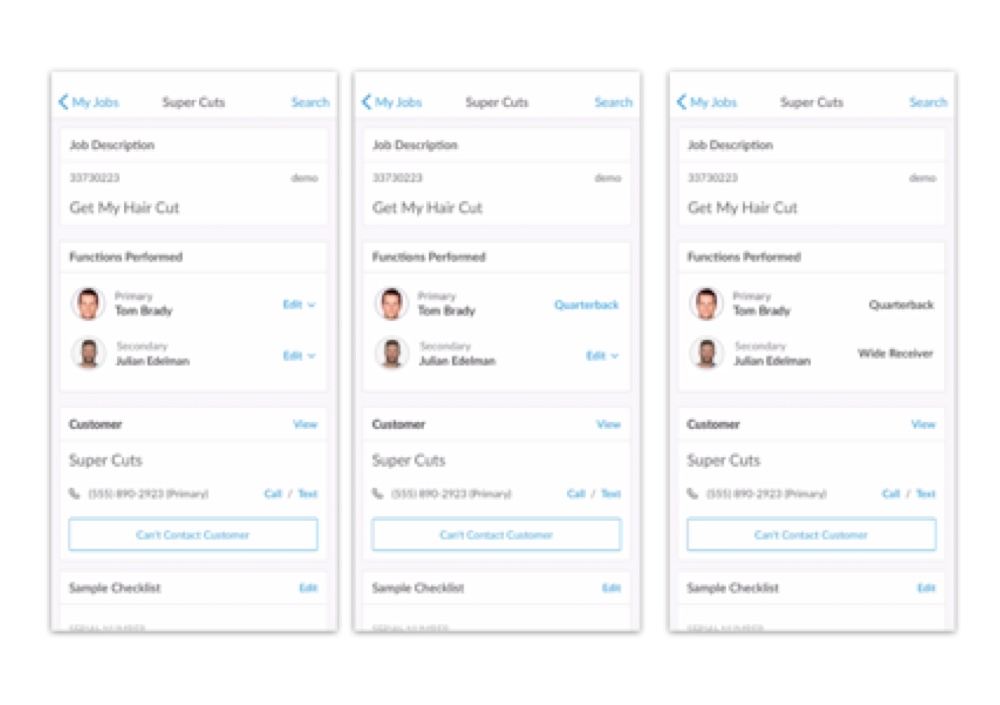 My Jobs Super Cuts Search
Job Description
33730223 demo
Get My Hair Cut
Functions Performed
Primary
Tom Brady
Edit
Secondary
Julian Edelman
Edit
Customer View
Super Cuts
(555) 890-2923 (Primary) Call / Text
Can't Contact Customer
Sample Checklist Edit
SERIAL NUMBER
My Jobs Super Cuts Search
Job Description
33730223 demo
Get My Hair Cut
Functions Performed
Primary
Tom Brady
Quarterback
Secondary
Julian Edelman
Edit
Customer View
Super Cuts
(555) 890-2923 (Primary) Call / Text
Can't Contact Customer
Sample Checklist Edit
SERIAL NUMBER
My Jobs Super Cuts Search
Job Description
33730223 demo
Get My Hair Cut
Functions Performed
Primary
Tom Brady
Quarterback
Secondary
Julian Edelman
Wide Receiver
Customer View
Super Cuts
(555) 890-2923 (Primary) Call / Text
Can't Contact Customer
Sample Checklist Edit
SERIAL NUMBER